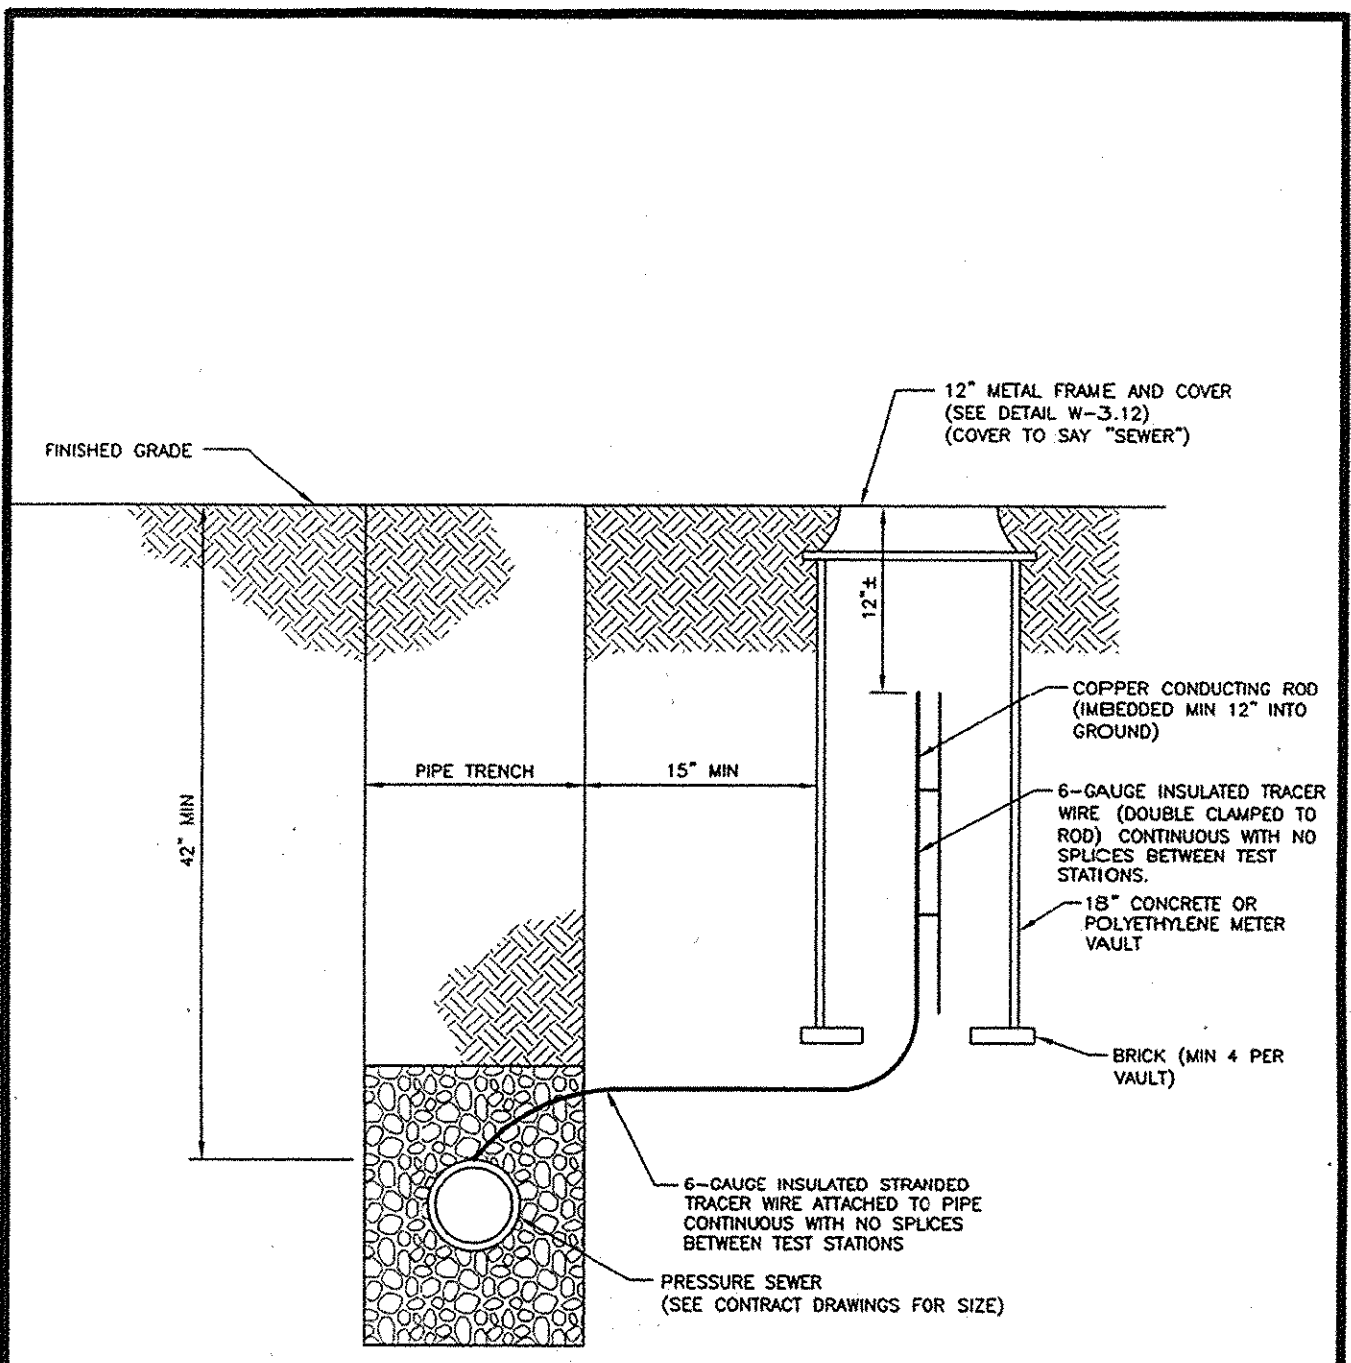 12" METAL FRAME AND COVER
(SEE DETAIL W-3.12)
(COVER TO SAY "SEWER")
FINISHED GRADE
12"±
COPPER CONDUCTING ROD
(IMBEDDED MIN 12" INTO
GROUND)
PIPE TRENCH
15" MIN
42" MIN
6-GAUGE INSULATED TRACER
WIRE (DOUBLE CLAMPED TO
ROD) CONTINUOUS WITH NO
SPLICES BETWEEN TEST
STATIONS.
18" CONCRETE OR
POLYETHYLENE METER
VAULT
BRICK (MIN 4 PER
VAULT)
6-GAUGE INSULATED STRANDED
TRACER WIRE ATTACHED TO PIPE
CONTINUOUS WITH NO SPLICES
BETWEEN TEST STATIONS
PRESSURE SEWER
(SEE CONTRACT DRAWINGS FOR SIZE)